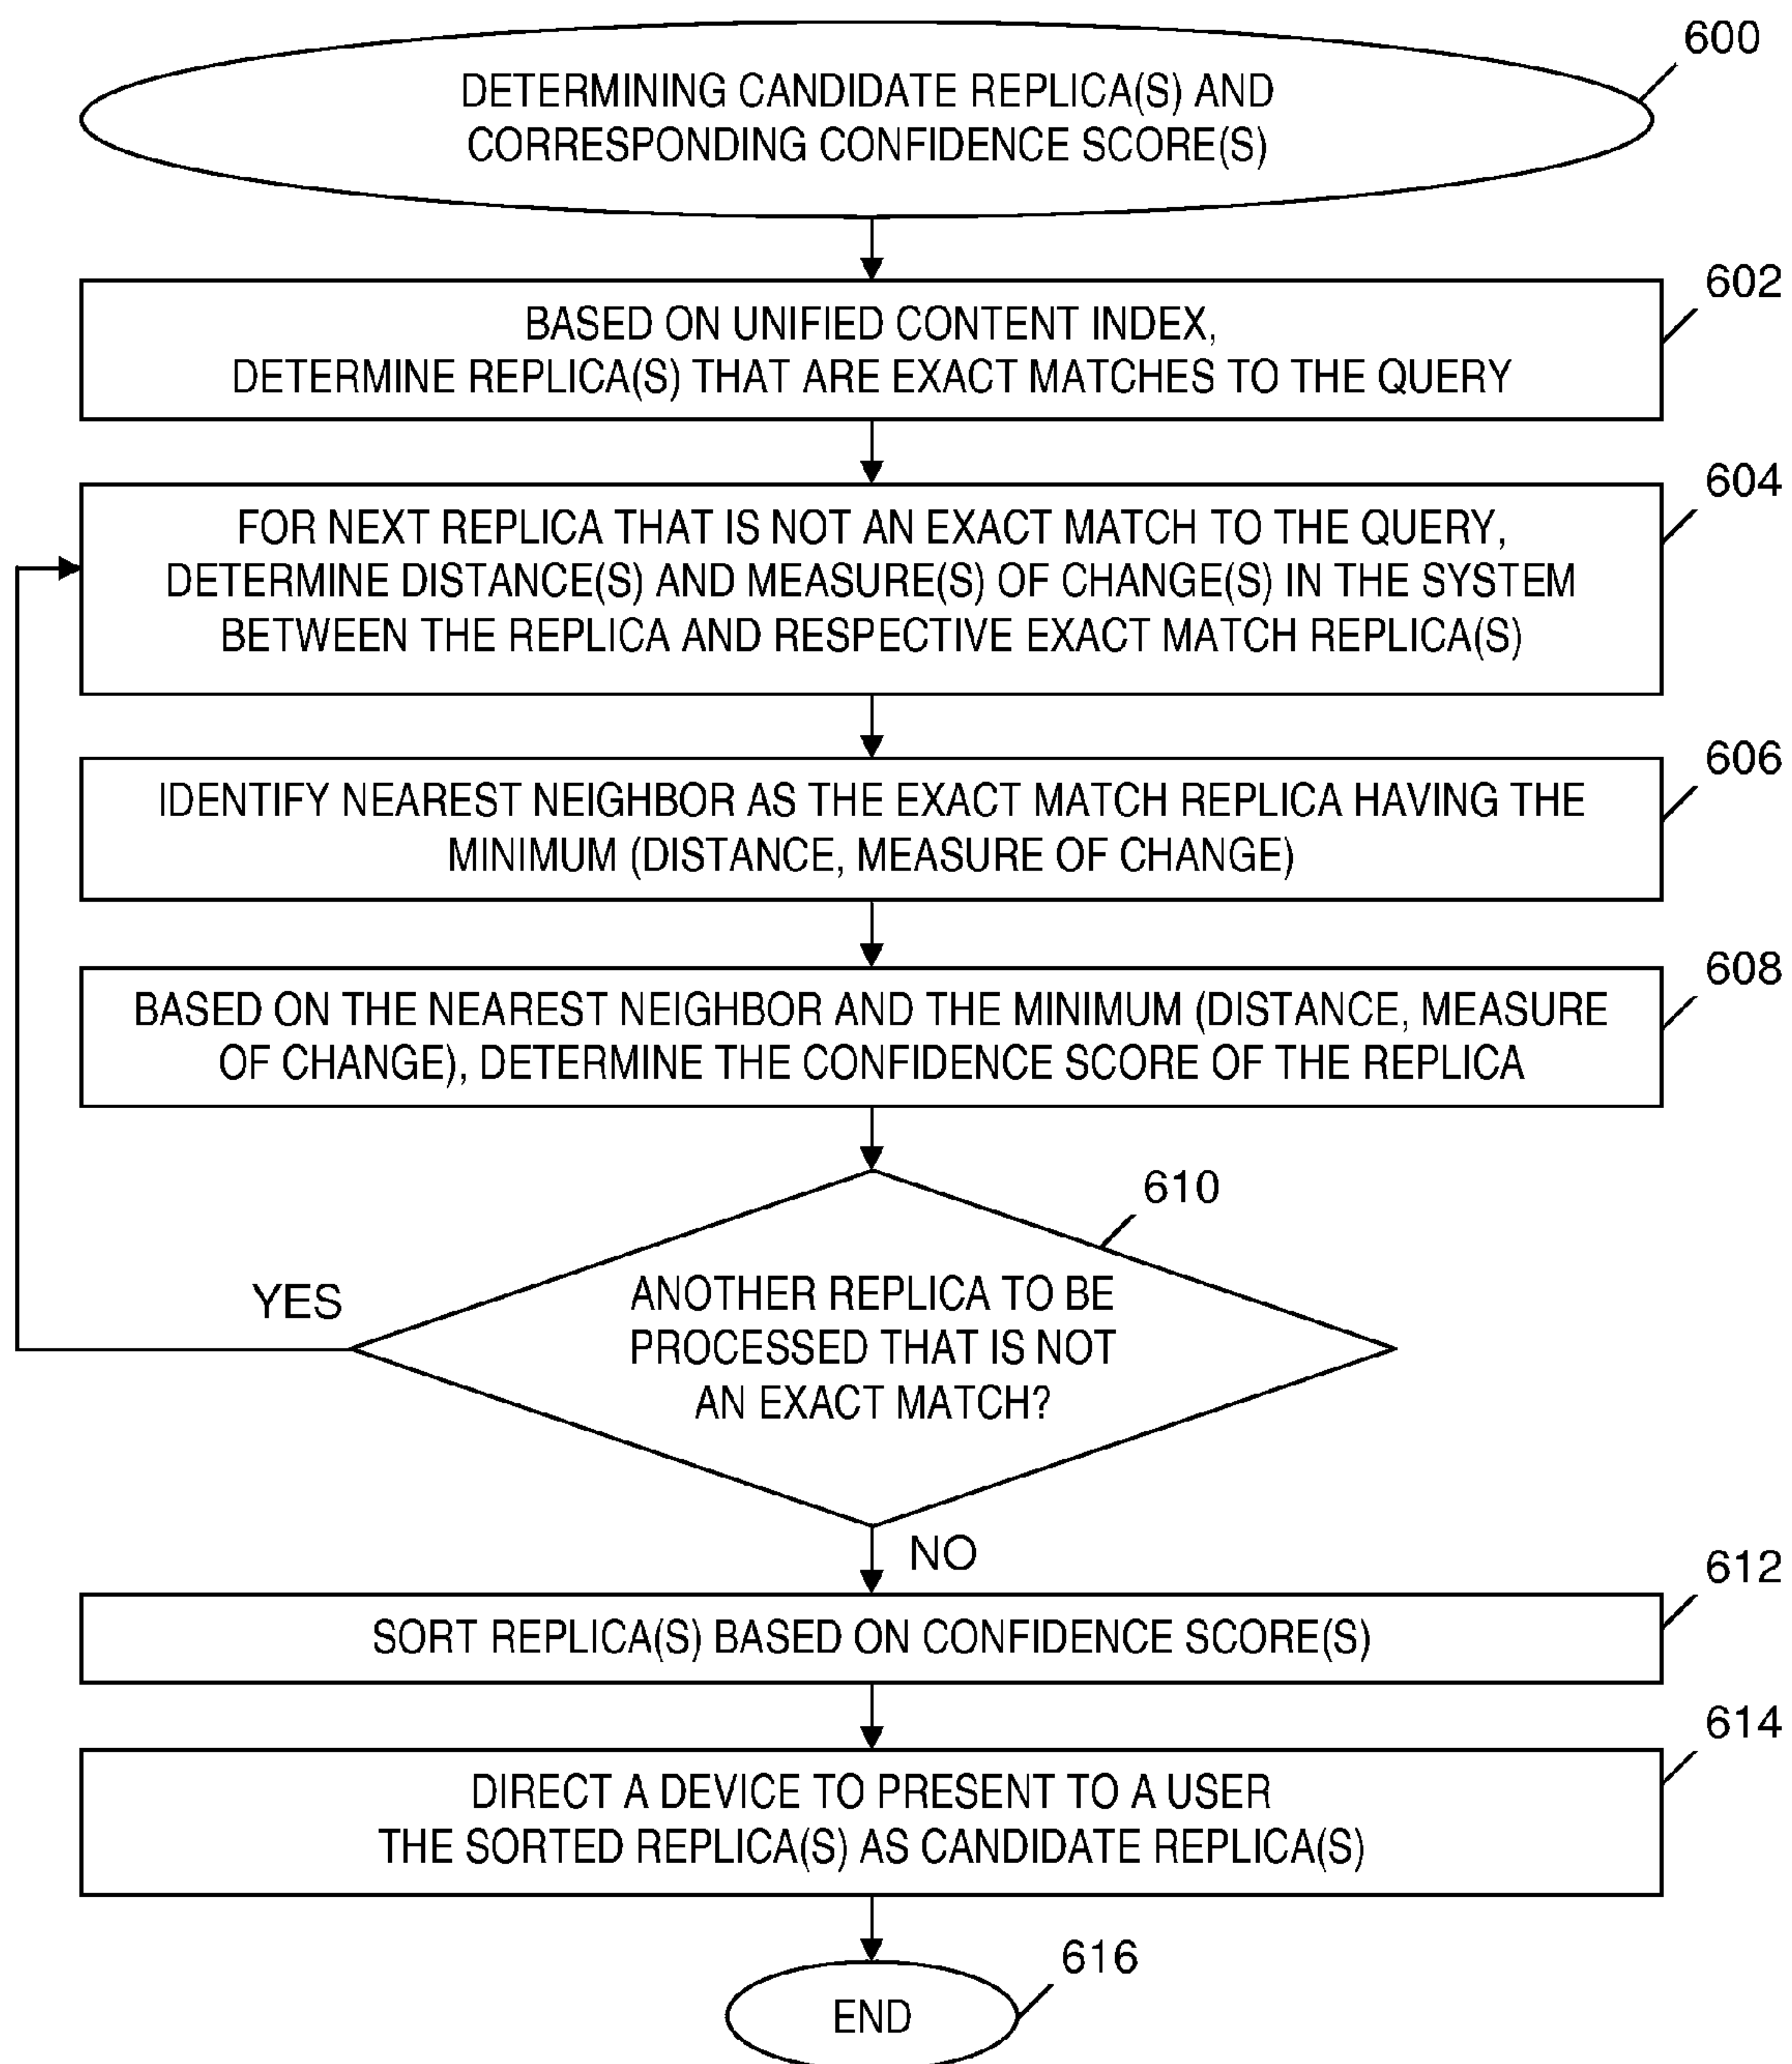 600
DETERMINING CANDIDATE REPLICA(S) AND
CORRESPONDING CONFIDENCE SCORE(S)
602
BASED ON UNIFIED CONTENT INDEX,
DETERMINE REPLICA(S) THAT ARE EXACT MATCHES TO THE QUERY
604
FOR NEXT REPLICA THAT IS NOT AN EXACT MATCH TO THE QUERY,
DETERMINE DISTANCE(S) AND MEASURE(S) OF CHANGE(S) IN THE SYSTEM
BETWEEN THE REPLICA AND RESPECTIVE EXACT MATCH REPLICA(S)
606
IDENTIFY NEAREST NEIGHBOR AS THE EXACT MATCH REPLICA HAVING THE
MINIMUM (DISTANCE, MEASURE OF CHANGE)
608
BASED ON THE NEAREST NEIGHBOR AND THE MINIMUM (DISTANCE, MEASURE
OF CHANGE), DETERMINE THE CONFIDENCE SCORE OF THE REPLICA
610
YES
ANOTHER REPLICA TO BE
PROCESSED THAT IS NOT
AN EXACT MATCH?
NO
612
SORT REPLICA(S) BASED ON CONFIDENCE SCORE(S)
614
DIRECT A DEVICE TO PRESENT TO A USER
THE SORTED REPLICA(S) AS CANDIDATE REPLICA(S)
616
END